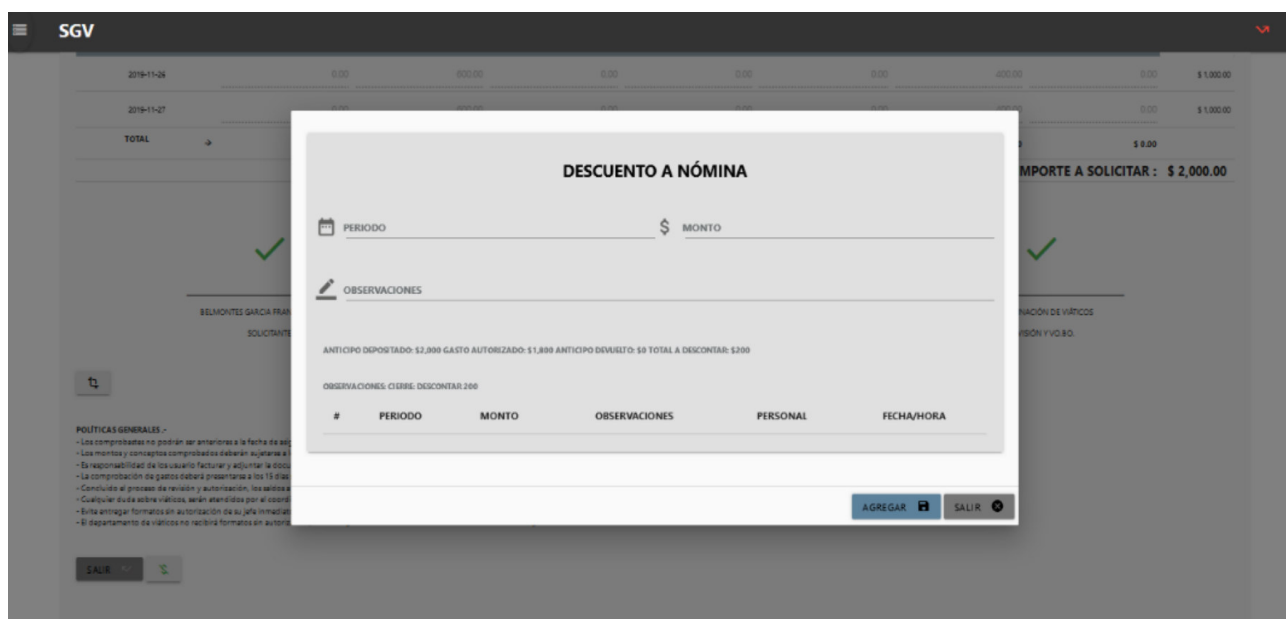 SGV
2019-11-26 0.00 600.00 0.00 0.00 0.00 400.00 0.00 $ 1,000.00
2019-11-27 0.00 $ 1,000.00
TOTAL $ 0.00
MPORTE A SOLICITAR : $ 2,000.00
DESCUENTO A NÓMINA
PERIODO
$ MONTO
OBSERVACIONES
BELMONTES GARCIA FRAN
SOLICITANTE
NACIÓN DE VIÁTICOS
ISIÓN Y VO.BO.
ANTICIPO DEPOSITADO: $2,000 GASTO AUTORIZADO: $1,800 ANTICIPO DEVUELTO: $0 TOTAL A DESCONTAR: $200
OBSERVACIONES: CIERRE: DESCONTAR 200
# PERIODO MONTO OBSERVACIONES PERSONAL FECHA/HORA
POLÍTICAS GENERALES .-
- Los comprobantes no podrán ser anteriores a la fecha de asig
- Los montos y conceptos comprobados deberán sujetarse a l
- Es responsabilidad de los usuario facturar y adjuntar la docu
- La comprobación de gastos deberá presentarse a los 15 días
- Concluido el proceso de revisión y autorización, los saldos a
- Cualquier duda sobre viáticos, serán atendidos por el coord
- Evite entregar formatos sin autorización de su jefe inmediat
- El departamento de viáticos no recibirá formatos sin autoriz
AGREGAR
SALIR
SALIR